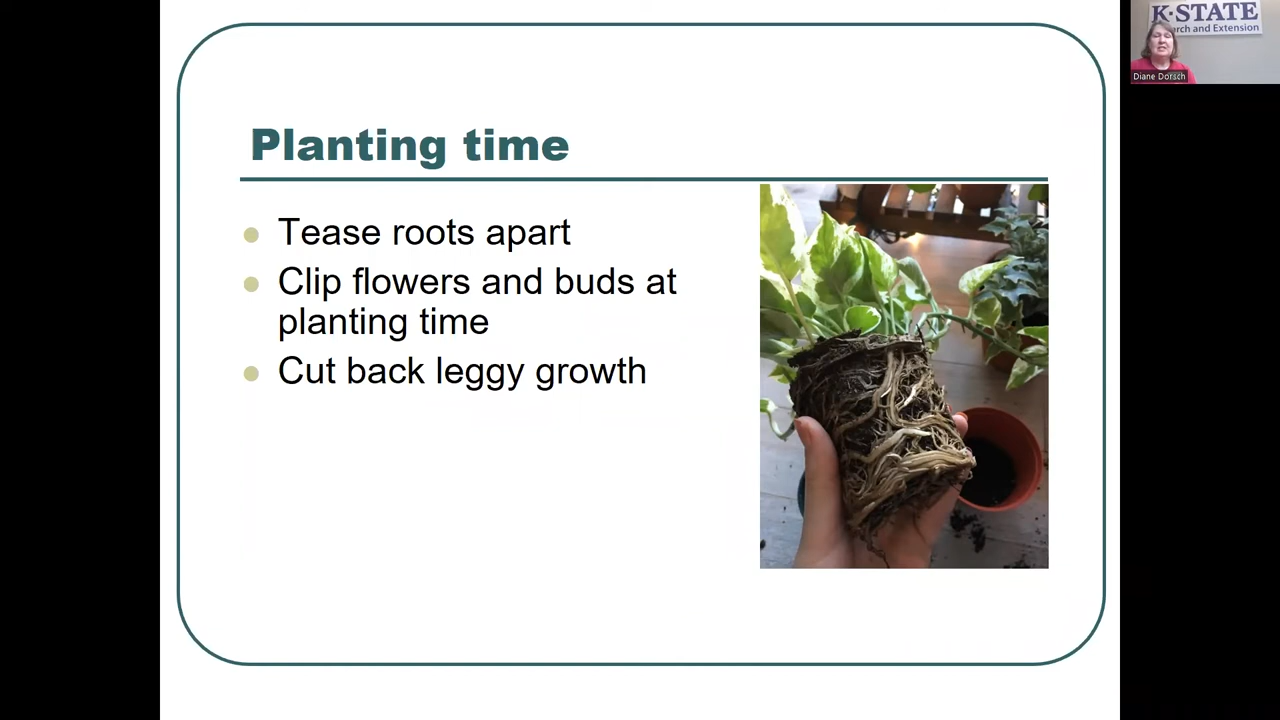 Planting time
Tease roots apart
Clip flowers and buds at
planting time
Cut back leggy growth
K-STATE
and Extension
Diane Dorsch